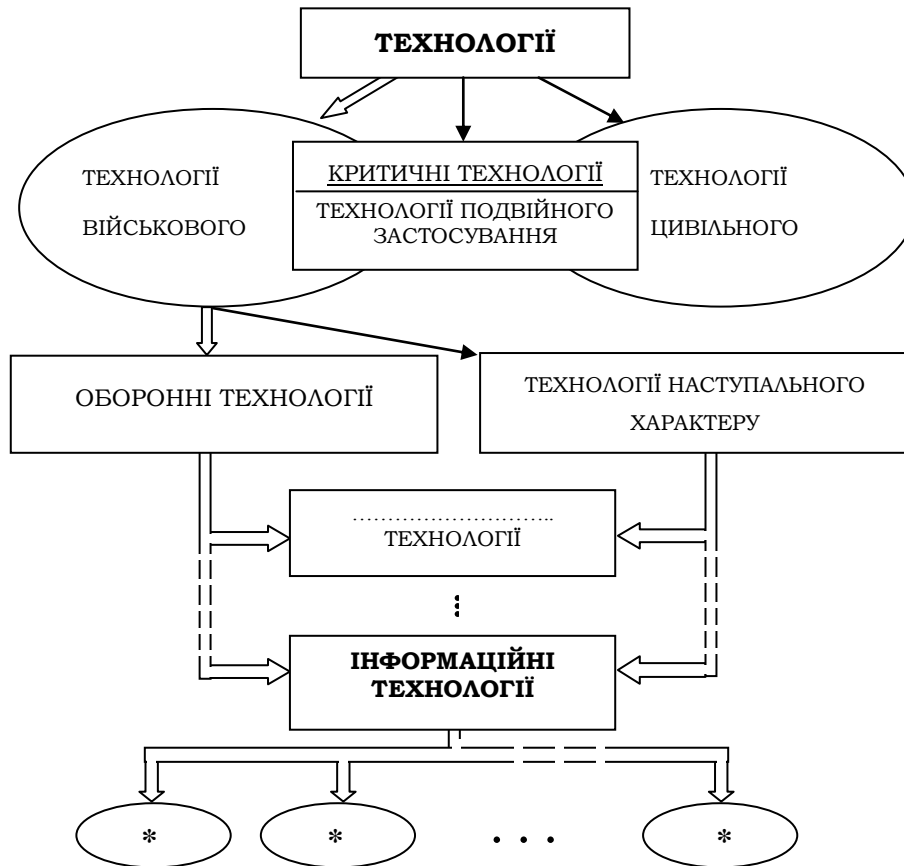 ТЕХНОЛОГІЇ
ТЕХНОЛОГІЇ
ВІЙСЬКОВОГО
КРИТИЧНІ ТЕХНОЛОГІЇ
ТЕХНОЛОГІЇ ПОДВІЙНОГО
ЗАСТОСУВАННЯ
ТЕХНОЛОГІЇ
ЦИВІЛЬНОГО
ОБОРОННІ ТЕХНОЛОГІЇ
ТЕХНОЛОГІЇ НАСТУПАЛЬНОГО
ХАРАКТЕРУ
………………………..
ТЕХНОЛОГІЇ
ІНФОРМАЦІЙНІ
ТЕХНОЛОГІЇ
* * . . . *